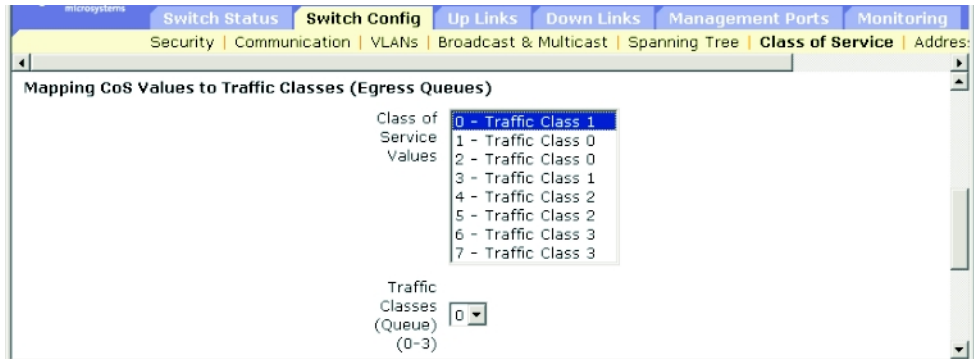 microsystems
Switch Status Switch Config Up Links Down Links Management Ports Monitoring
Security | Communication | VLANs | Broadcast & Multicast | Spanning Tree | Class of Service | Addres
Mapping CoS Values to Traffic Classes (Egress Queues)
Class of
Service
Values
0 - Traffic Class 1
1 - Traffic Class 0
2 - Traffic Class 0
3 - Traffic Class 1
4 - Traffic Class 2
5 - Traffic Class 2
6 - Traffic Class 3
7 - Traffic Class 3
Traffic
Classes
(Queue)
(0-3)
0